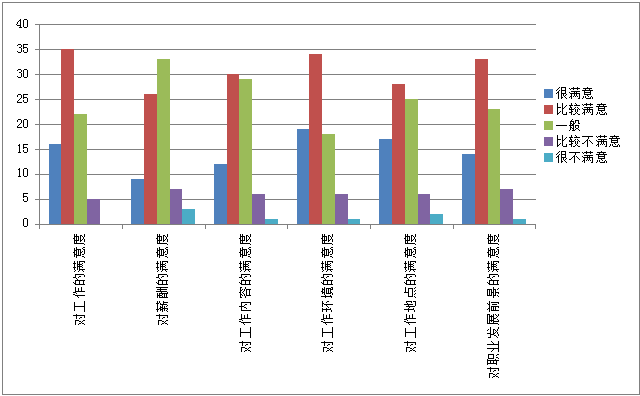 40
35
30
25
20
15
10
5
0
对工作的满意度
对薪酬的满意度
对工作内容的满意度
对工作环境的满意度
对工作地点的满意度
对职业发展前景的满意度
很满意
比较满意
一般
比较不满意
很不满意